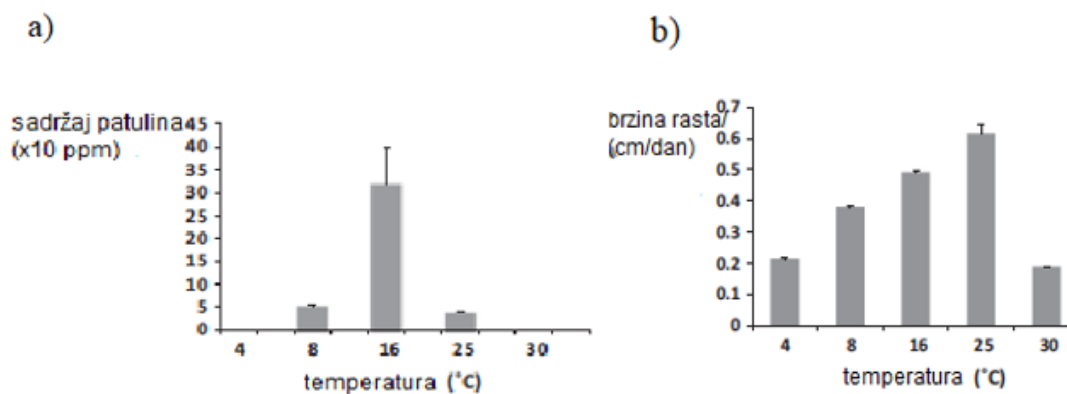 a)
sadržaj patulina
(x10 ppm)
45
40
35
30
25
20
15
10
5
0
4 8 16 25 30
temperatura (°C)
b)
brzina rasta/
(cm/dan)
0.7
0.6
0.5
0.4
0.3
0.2
0.1
0
4 8 16 25 30
temperatura (°C)